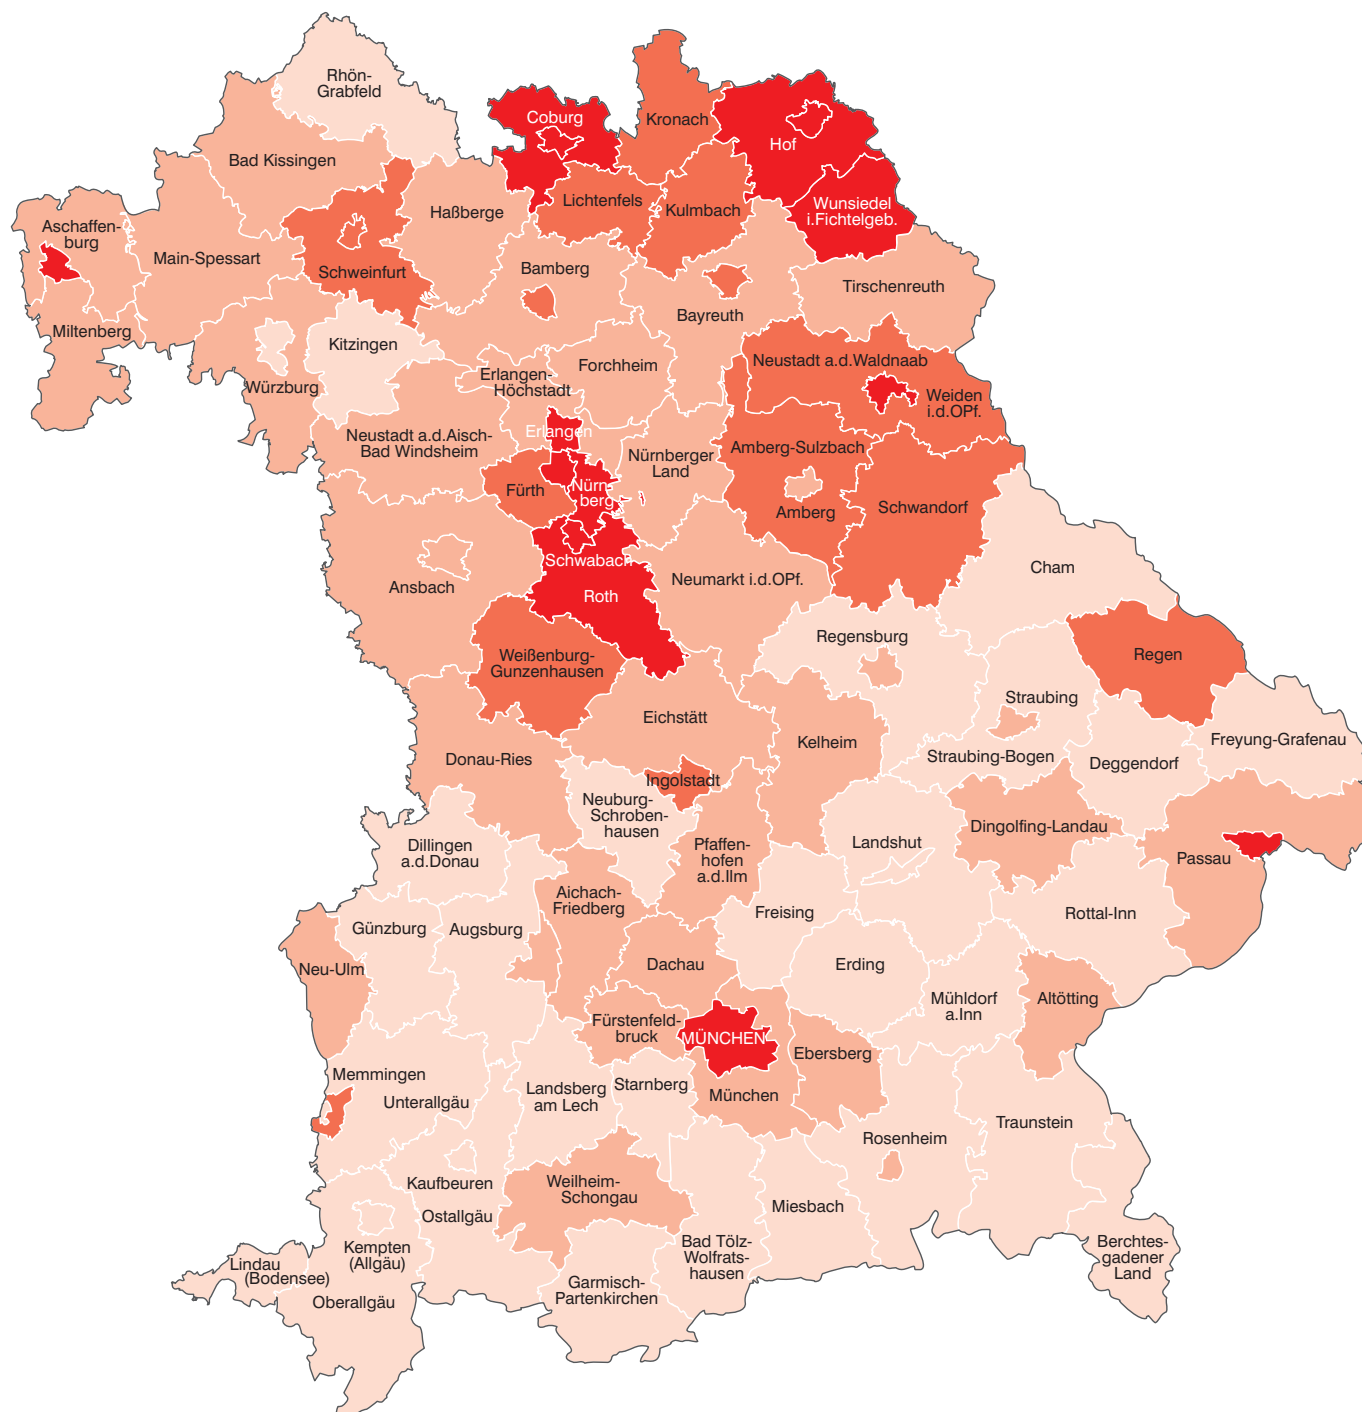 Rhön-
Grabfeld
Coburg
Kronach
Hof
Bad Kissingen
Lichtenfels
Kulmbach
Wunsiedel
i.Fichtelgeb.
Haßberge
Aschaffen-
burg
Main-Spessart
Schweinfurt
Bamberg
Tirschenreuth
Bayreuth
Miltenberg
Kitzingen
Würzburg
Forchheim
Erlangen-
Höchstadt
Neustadt a.d.Waldnaab
Weiden
i.d.OPf.
Erlangen
Neustadt a.d.Aisch-
Bad Windsheim
Nürnberger
Land
Amberg-Sulzbach
Fürth
Nürn-
berg
Amberg
Schwandorf
Schwabach
Ansbach
Roth
Neumarkt i.d.OPf.
Cham
Regensburg
Regen
Weißenburg-
Gunzenhausen
Straubing
Eichstätt
Kelheim
Freyung-Grafenau
Donau-Ries
Straubing-Bogen
Deggendorf
Ingolstadt
Neuburg-
Schroben-
hausen
Dingolfing-Landau
Dillingen
a.d.Donau
Pfaffen-
hofen
a.d.Ilm
Landshut
Passau
Aichach-
Friedberg
Freising
Rottal-Inn
Günzburg
Augsburg
Neu-Ulm
Dachau
Erding
Mühldorf
a.Inn
Altötting
Fürstenfeld-
bruck
MÜNCHEN
Ebersberg
Memmingen
Unterallgäu
Landsberg
am Lech
Starnberg
München
Traunstein
Rosenheim
Kaufbeuren
Weilheim-
Schongau
Miesbach
Ostallgäu
Kempten
(Allgäu)
Bad Tölz-
Wolfrats-
hausen
Berchtes-
gadener
Land
Lindau
(Bodensee)
Garmisch-
Partenkirchen
Oberallgäu